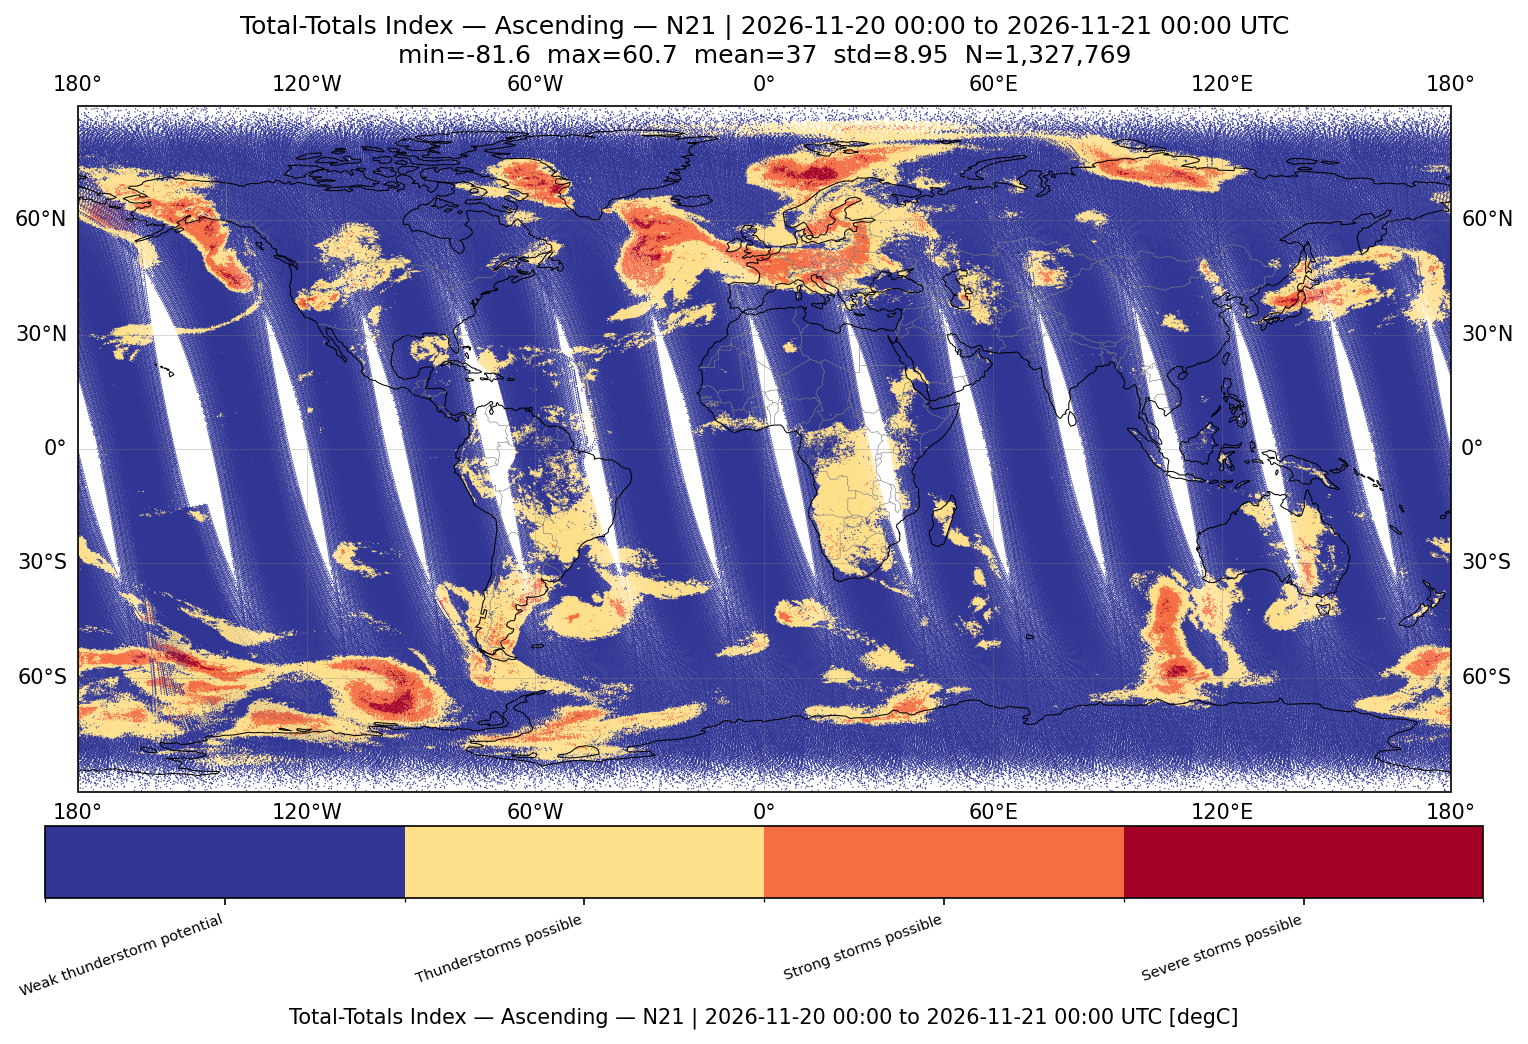 Total-Totals Index — Ascending — N21 | 2026-11-20 00:00 to 2026-11-21 00:00 UTC
min=-81.6  max=60.7  mean=37  std=8.95  N=1,327,769
180° 120°W 60°W 0° 60°E 120°E 180°
60°N 60°N
30°N 30°N
0° 0°
30°S 30°S
60°S 60°S
180° 120°W 60°W 0° 60°E 120°E 180°
Weak thunderstorm potential
Thunderstorms possible
Strong storms possible
Severe storms possible
Total-Totals Index — Ascending — N21 | 2026-11-20 00:00 to 2026-11-21 00:00 UTC [degC]